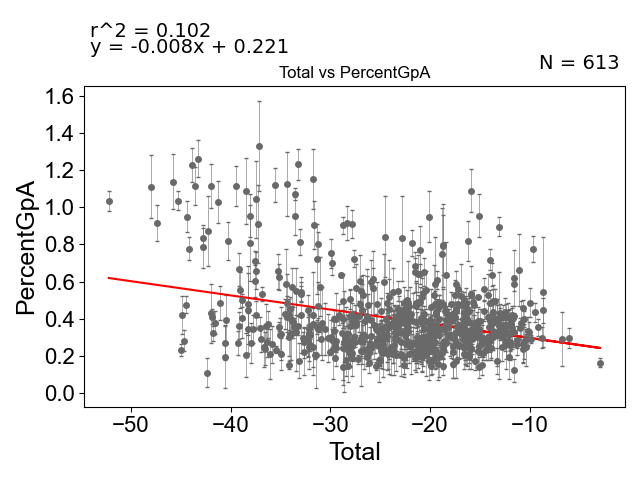 r^2 = 0.102
y = -0.008x + 0.221
N = 613
Total vs PercentGpA
1.6
1.4
1.2
1.0
0.8
0.6
0.4
0.2
0.0
PercentGpA
−50
−40
−30
−20
−10
Total